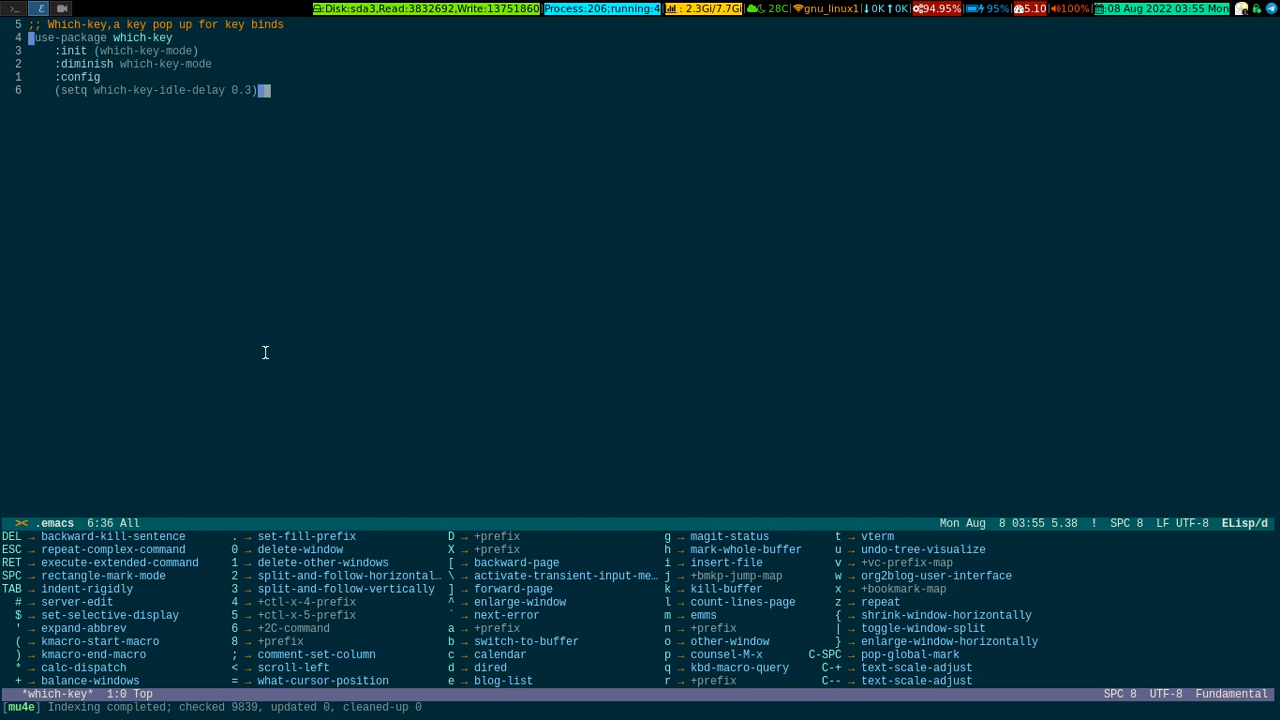 Disk:sda3,Read:3832692,Write:13751860 Process:206;running:4 : 2.3Gi/7.7Gi 28C gnu_linux1 ↓0K↑0K 94.95% 95% 5.10 100% :08 Aug 2022 03:55 Mon
5 ;; Which-key,a key pop up for key binds
4 (use-package which-key
3 :init (which-key-mode)
2 :diminish which-key-mode
1 :config
6 (setq which-key-idle-delay 0.3))
>< .emacs 6:36 All Mon Aug 8 03:55 5.38 ! SPC 8 LF UTF-8 ELisp/d
DEL → backward-kill-sentence . → set-fill-prefix D → +prefix g → magit-status t → vterm
ESC → repeat-complex-command 0 → delete-window X → +prefix h → mark-whole-buffer u → undo-tree-visualize
RET → execute-extended-command 1 → delete-other-windows [ → backward-page i → insert-file v → +vc-prefix-map
SPC → rectangle-mark-mode 2 → split-and-follow-horizontal… \ → activate-transient-input-me… j → +bmkp-jump-map w → org2blog-user-interface
TAB → indent-rigidly 3 → split-and-follow-vertically ] → forward-page k → kill-buffer x → +bookmark-map
# → server-edit 4 → +ctl-x-4-prefix ^ → enlarge-window l → count-lines-page z → repeat
$ → set-selective-display 5 → +ctl-x-5-prefix ` → next-error m → emms { → shrink-window-horizontally
' → expand-abbrev 6 → +2C-command a → +prefix n → +prefix | → toggle-window-split
( → kmacro-start-macro 8 → +prefix b → switch-to-buffer o → other-window } → enlarge-window-horizontally
) → kmacro-end-macro ; → comment-set-column c → calendar p → counsel-M-x C-SPC → pop-global-mark
* → calc-dispatch < → scroll-left d → dired q → kbd-macro-query C-+ → text-scale-adjust
+ → balance-windows = → what-cursor-position e → blog-list r → +prefix C-- → text-scale-adjust
*which-key* 1:0 Top SPC 8 UTF-8 Fundamental
[mu4e] Indexing completed; checked 9839, updated 0, cleaned-up 0